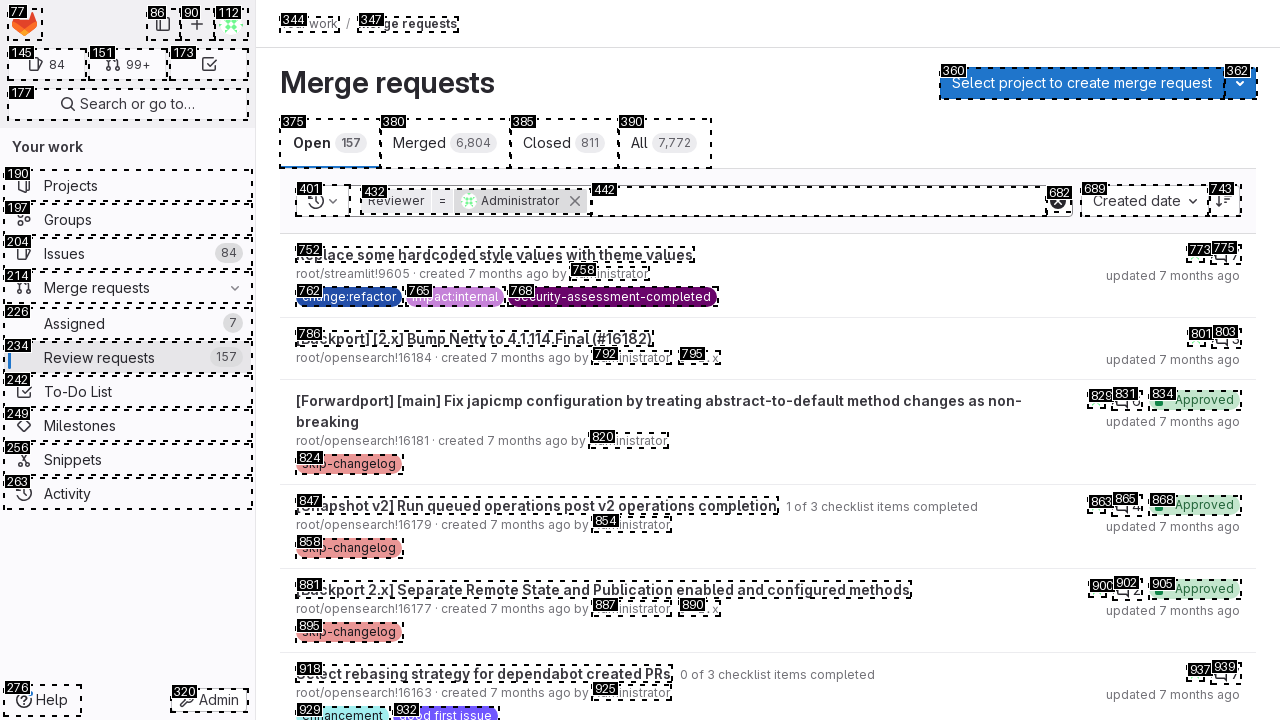 77
86
90
112
344 work / 347 Merge requests
145 84
151 99+
173
177 Search or go to…
Merge requests
360 Select project to create merge request 362
375 Open 157
380 Merged 6,804
385 Closed 811
390 All 7,772
Your work
190 Projects
197 Groups
204 Issues 84
214 Merge requests
226 Assigned 7
234 Review requests 157
242 To-Do List
249 Milestones
256 Snippets
263 Activity
276 Help
320 Admin
401
432 Reviewer = Administrator
442
682
689 Created date
743
752 Replace some hardcoded style values with theme values
773 775 7
root/streamlit!9605 · created 7 months ago by 758 ministrator
updated 7 months ago
762 change:refactor 765 impact:internal 768 security-assessment-completed
786 [Backport] [2.x] Bump Netty to 4.1.114.Final (#16182)
801 803
root/opensearch!16184 · created 7 months ago by 792 ministrator 795 .x
updated 7 months ago
[Forwardport] [main] Fix japicmp configuration by treating abstract-to-default method changes as non-
breaking
829 831 834 Approved
updated 7 months ago
root/opensearch!16181 · created 7 months ago by 820 ministrator
824 skip-changelog
847 [Snapshot v2] Run queued operations post v2 operations completion 1 of 3 checklist items completed
863 865 868 Approved
root/opensearch!16179 · created 7 months ago by 854 ministrator
updated 7 months ago
858 skip-changelog
881 [Backport 2.x] Separate Remote State and Publication enabled and configured methods
900 902 905 Approved
root/opensearch!16177 · created 7 months ago by 887 ministrator 890 .x
updated 7 months ago
895 skip-changelog
918 Select rebasing strategy for dependabot created PRs 0 of 3 checklist items completed
937 939
root/opensearch!16163 · created 7 months ago by 925 ministrator
updated 7 months ago
929 enhancement 932 good first issue